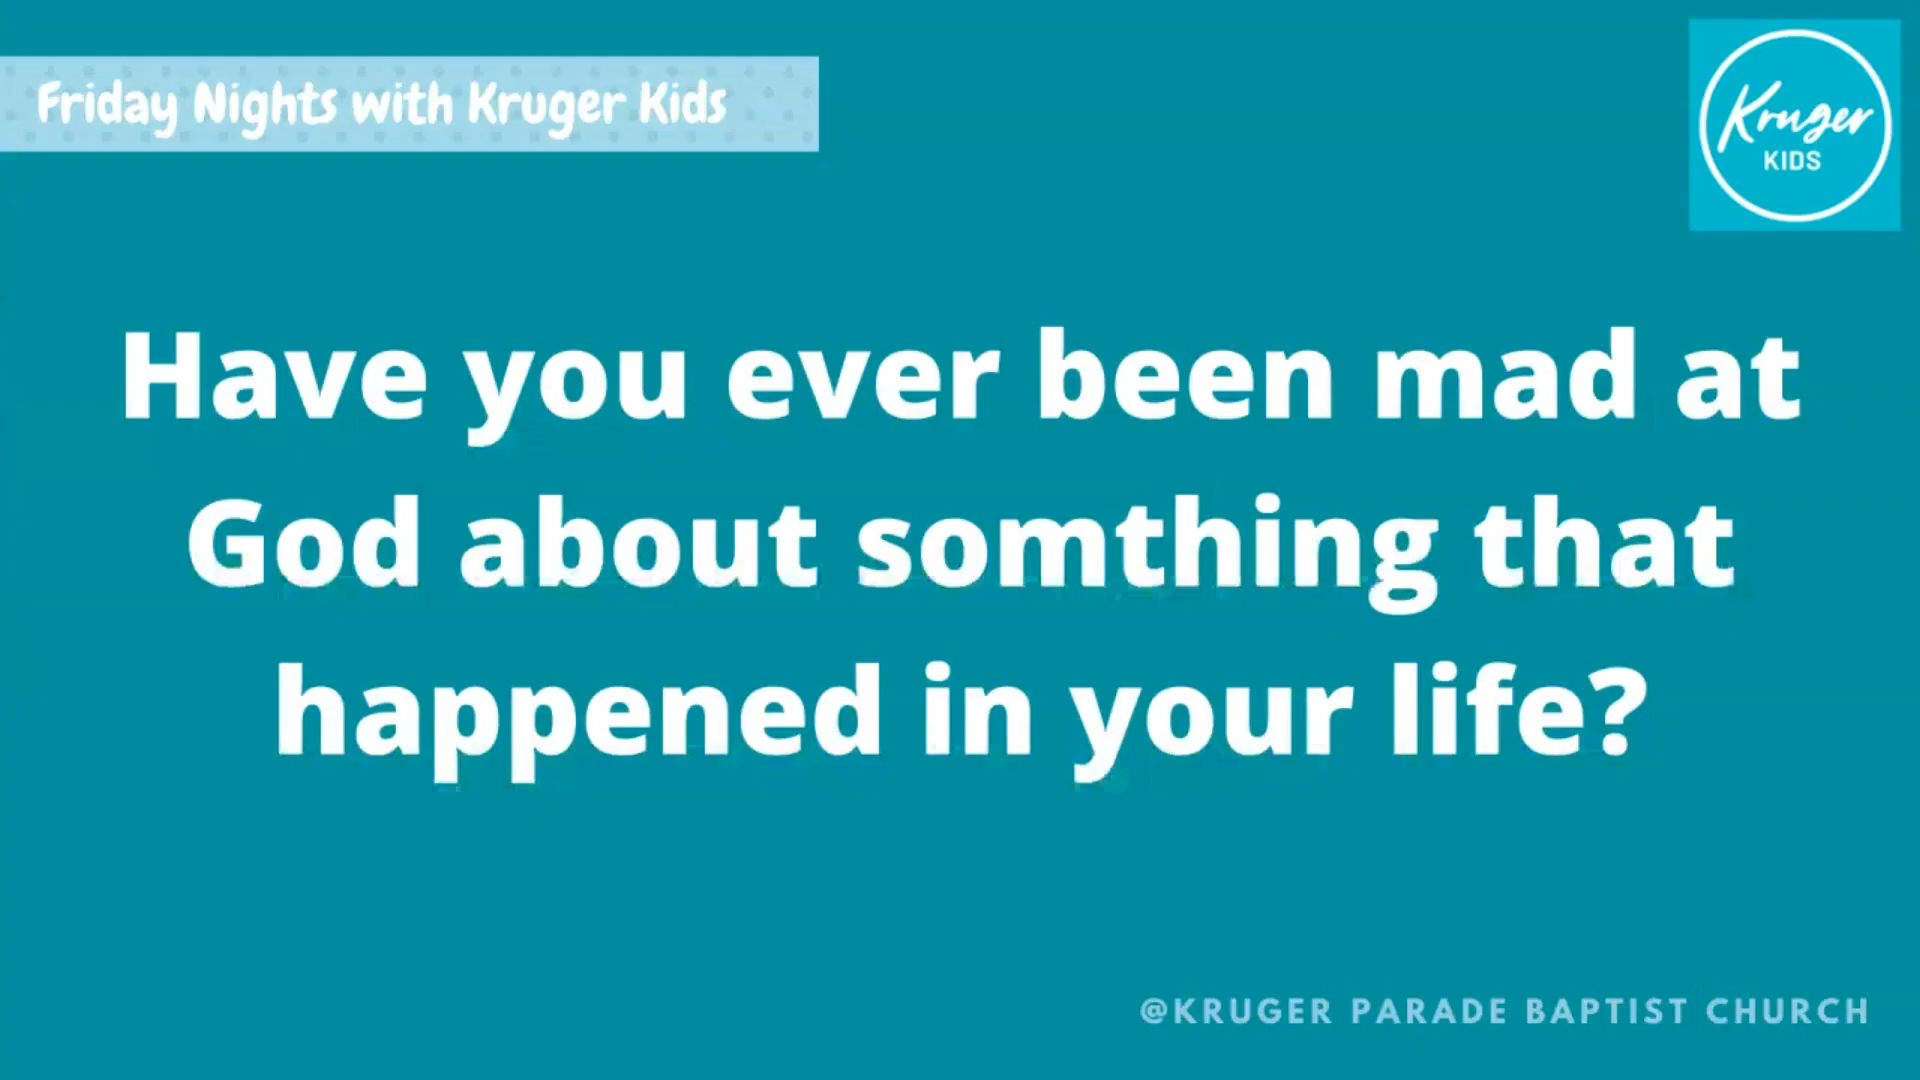 Friday Nights with Kruger Kids
Kruger
KIDS
Have you ever been mad at
God about somthing that
happened in your life?
@KRUGER PARADE BAPTIST CHURCH